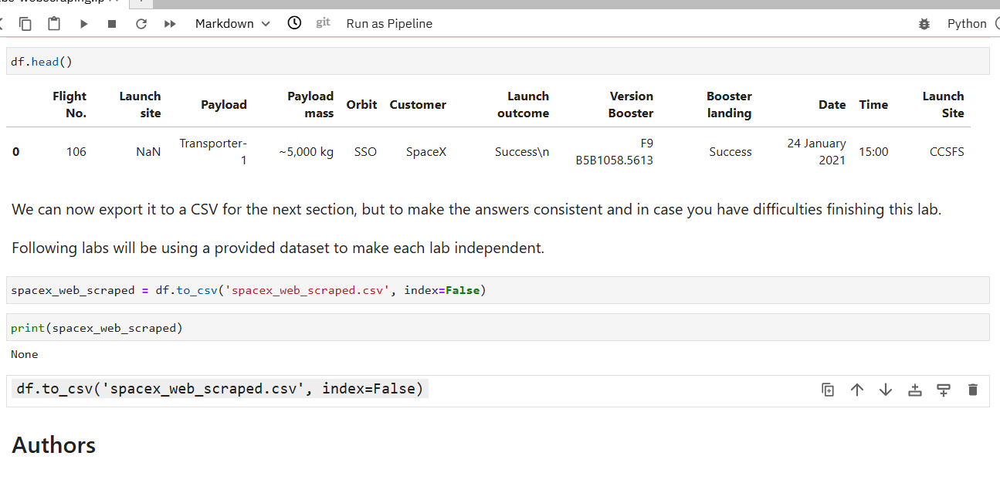 Markdown git Run as Pipeline Python
df.head()
Flight No. Launch site Payload Payload mass Orbit Customer Launch outcome Version Booster Booster landing Date Time Launch Site
0 106 NaN Transporter-1 ~5,000 kg SSO SpaceX Success\n F9 B5B1058.5613 Success 24 January 2021 15:00 CCSFS
We can now export it to a CSV for the next section, but to make the answers consistent and in case you have difficulties finishing this lab.
Following labs will be using a provided dataset to make each lab independent.
spacex_web_scraped = df.to_csv('spacex_web_scraped.csv', index=False)
print(spacex_web_scraped)
None
df.to_csv('spacex_web_scraped.csv', index=False)
Authors